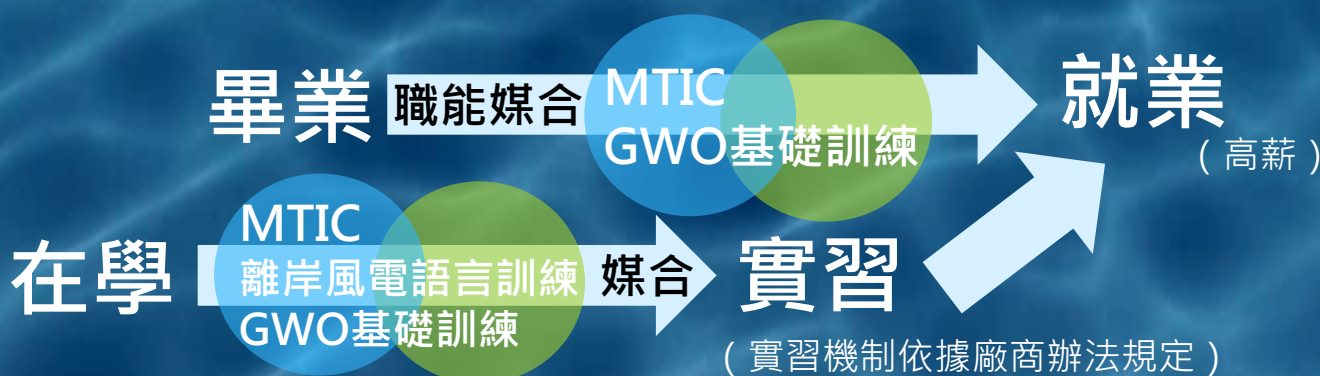 畢業 職能媒合 MTIC
GWO基礎訓練
就業
(高薪)
在學
MTIC
離岸風電語言訓練
GWO基礎訓練
媒合
實習
(實習機制依據廠商辦法規定)